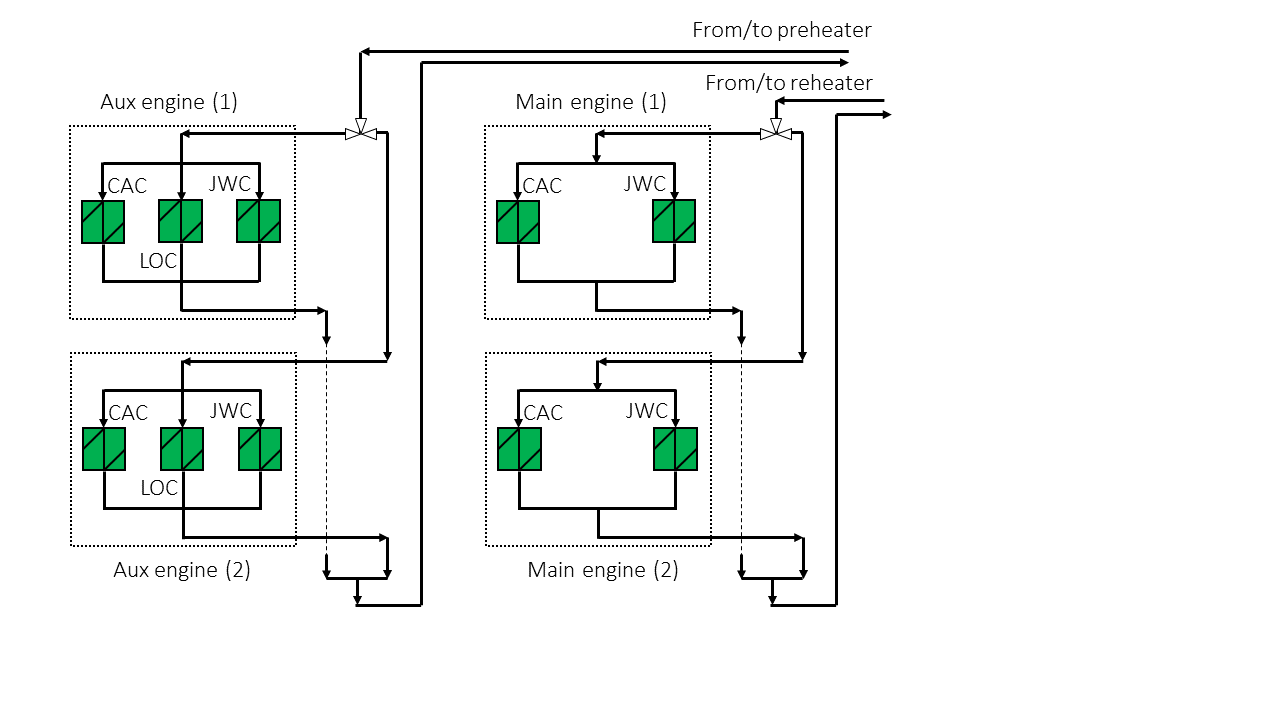 From/to preheater
From/to reheater
Aux engine (1)
Main engine (1)
CAC
JWC
CAC
JWC
LOC
CAC
JWC
CAC
JWC
LOC
Aux engine (2)
Main engine (2)